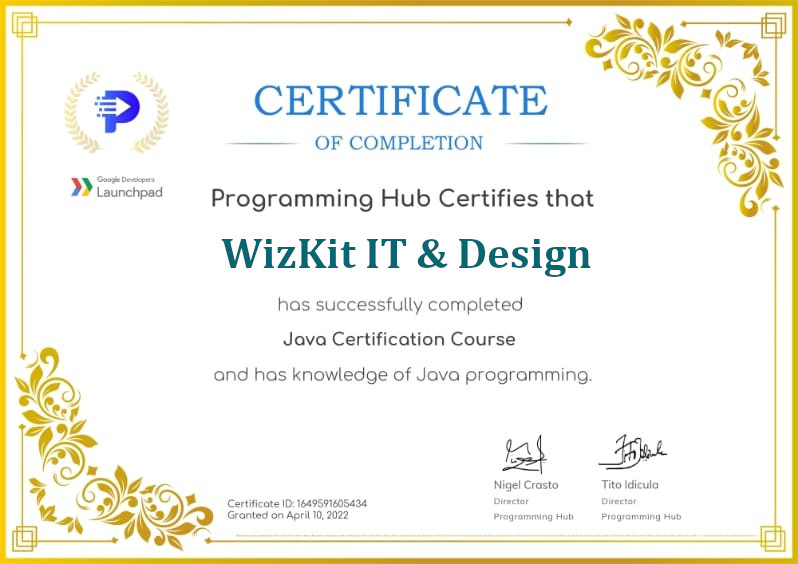 CERTIFICATE
OF COMPLETION
Google Developers
Launchpad
Programming Hub Certifies that
WizKit IT & Design
has successfully completed
Java Certification Course
and has knowledge of Java programming.
Nigel Crasto
Director
Programming Hub
Tito Idicula
Director
Programming Hub
Certificate ID: 1649591605434
Granted on April 10, 2022